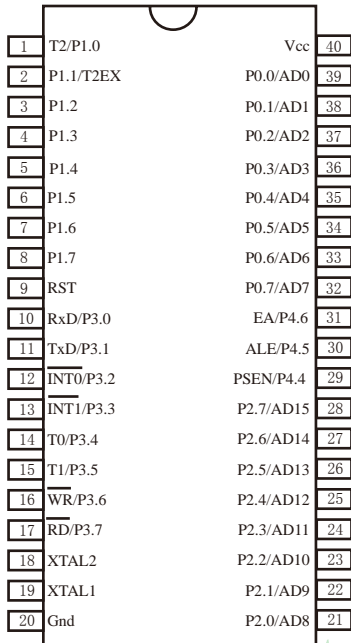 1 T2/P1.0 Vcc 40
2 P1.1/T2EX P0.0/AD0 39
3 P1.2 P0.1/AD1 38
4 P1.3 P0.2/AD2 37
5 P1.4 P0.3/AD3 36
6 P1.5 P0.4/AD4 35
7 P1.6 P0.5/AD5 34
8 P1.7 P0.6/AD6 33
9 RST P0.7/AD7 32
10 RxD/P3.0 EA/P4.6 31
11 TxD/P3.1 ALE/P4.5 30
12 INT0/P3.2 PSEN/P4.4 29
13 INT1/P3.3 P2.7/AD15 28
14 T0/P3.4 P2.6/AD14 27
15 T1/P3.5 P2.5/AD13 26
16 WR/P3.6 P2.4/AD12 25
17 RD/P3.7 P2.3/AD11 24
18 XTAL2 P2.2/AD10 23
19 XTAL1 P2.1/AD9 22
20 Gnd P2.0/AD8 21